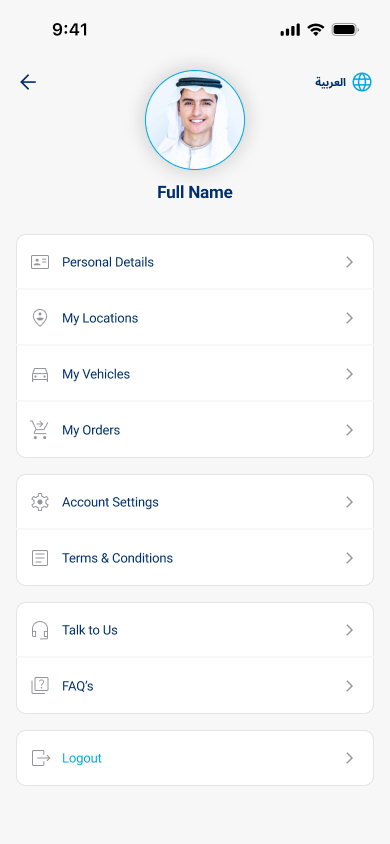 9:41
العربية
Full Name
Personal Details
My Locations
My Vehicles
My Orders
Account Settings
Terms & Conditions
Talk to Us
FAQ's
Logout